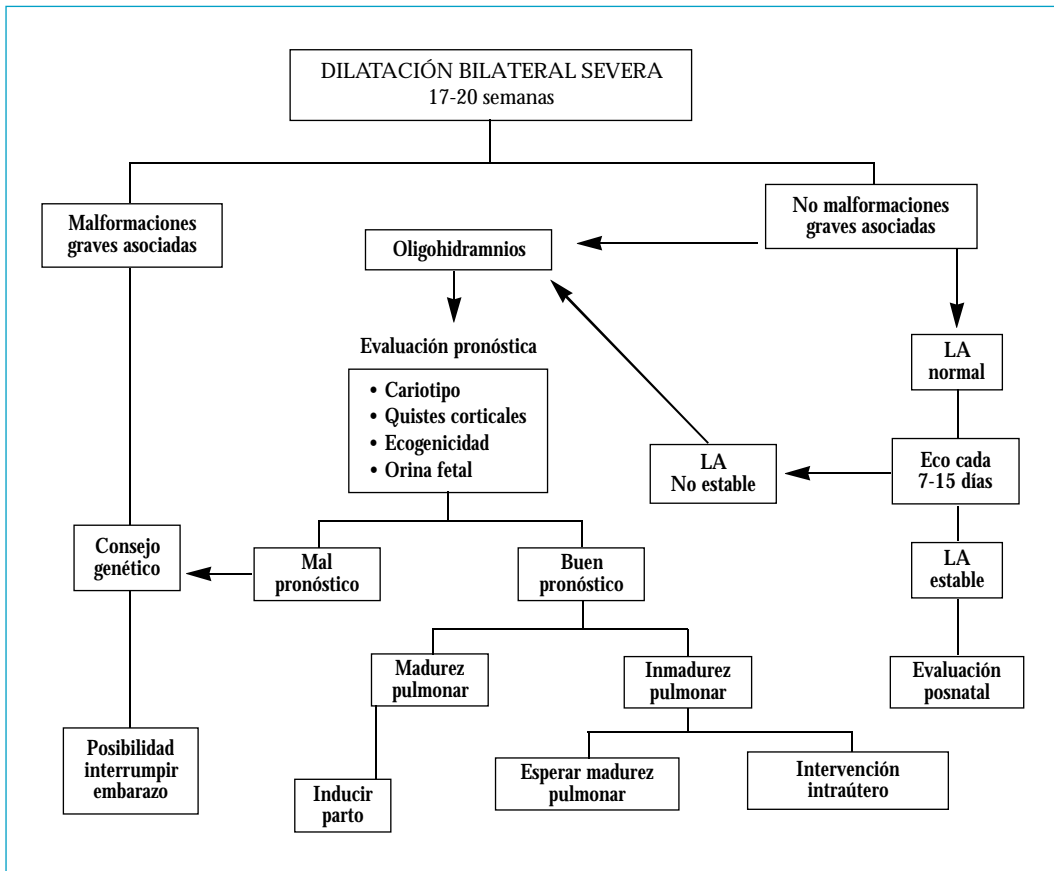 DILATACIÓN BILATERAL SEVERA
17-20 semanas
Malformaciones
graves asociadas
No malformaciones
graves asociadas
Oligohidramnios
Evaluación pronóstica
• Cariotipo
• Quistes corticales
• Ecogenicidad
• Orina fetal
LA
normal
LA
No estable
Eco cada
7-15 días
Consejo
genético
Mal
pronóstico
Buen
pronóstico
LA
estable
Madurez
pulmonar
Inmadurez
pulmonar
Evaluación
posnatal
Posibilidad
interrumpir
embarazo
Inducir
parto
Esperar madurez
pulmonar
Intervención
intraútero